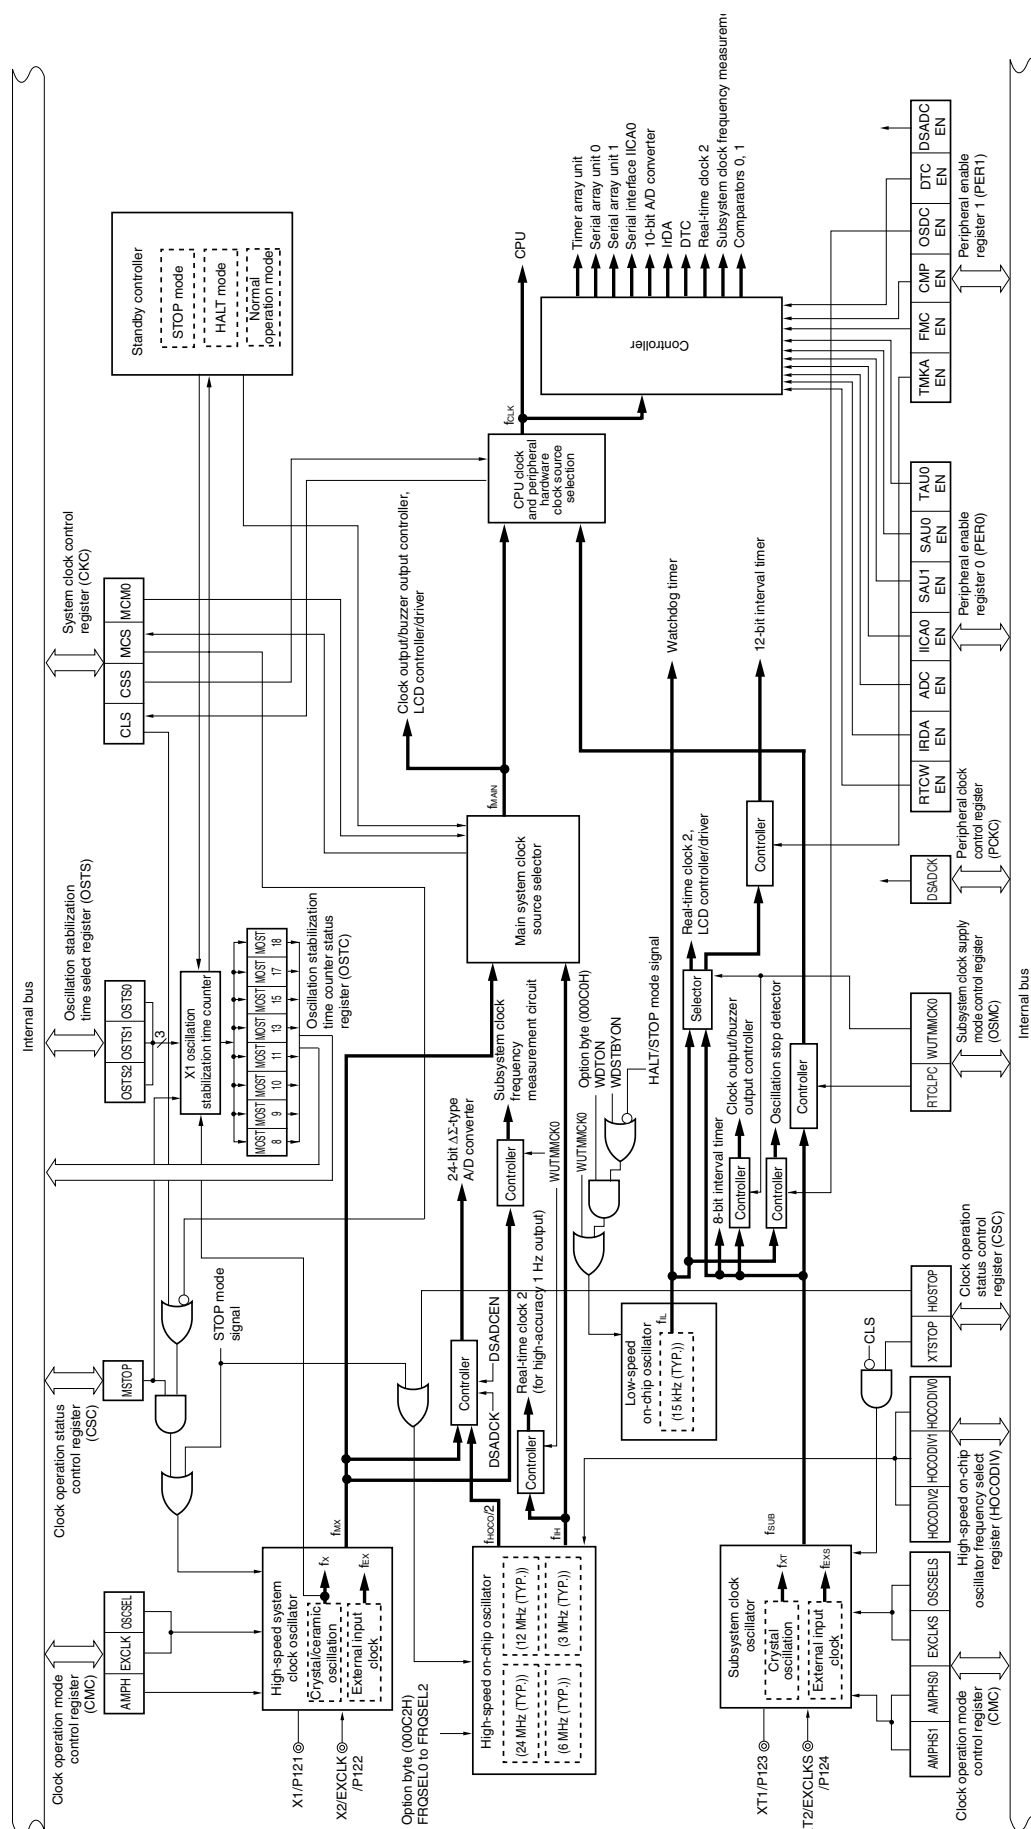 Internal bus
Clock operation mode
control register
(CMC)
AMPH
EXCLK
OSCSEL
Clock operation status
control register
(CSC)
MSTOP
Oscillation stabilization
time select register (OSTS)
OSTS2
OSTS1
OSTS0
3
System clock control
register (CKC)
CLS
CSS
MCS
MCM0
Standby controller
STOP mode
HALT mode
Normal
operation mode
STOP mode
signal
X1 oscillation
stabilization time counter
MOST
8
MOST
9
MOST
10
MOST
11
MOST
13
MOST
15
MOST
17
MOST
18
Oscillation stabilization
time counter status
register (OSTC)
X1/P121
X2/EXCLK
/P122
High-speed system
clock oscillator
Crystal/ceramic
oscillation
fX
External input
clock
fEX
fMX
Option byte (000C2H)
FRQSEL0 to FRQSEL2
High-speed on-chip oscillator
(24 MHz (TYP.))
(12 MHz (TYP.))
(6 MHz (TYP.))
(3 MHz (TYP.))
fHOCO/2
fIH
Controller
24-bit ΔΣ-type
A/D converter
DSADCK
DSADCEN
Controller
Real-time clock 2
(for high-accuracy 1 Hz output)
Controller
Subsystem clock
frequency
measurement circuit
WUTMMCK0
Main system clock
source selector
fMAIN
Clock output/buzzer output controller,
LCD controller/driver
CPU clock
and peripheral
hardware
clock source
selection
fCLK
CPU
Controller
Timer array unit
Serial array unit 0
Serial array unit 1
Serial interface IICA0
10-bit A/D converter
IrDA
DTC
Real-time clock 2
Subsystem clock frequency measurem
Comparators 0, 1
WUTMMCK0
Option byte (000C0H)
WDTON
WDSTBYON
HALT/STOP mode signal
Low-speed
on-chip oscillator
(15 kHz (TYP.))
fIL
Watchdog timer
8-bit interval timer
Controller
Clock output/buzzer
output controller
Controller
Oscillation stop detector
Selector
Real-time clock 2,
LCD controller/driver
Controller
12-bit interval timer
Controller
XT1/P123
T2/EXCLKS
/P124
Subsystem clock
oscillator
Crystal
oscillation
fXT
External input
clock
fEXS
fSUB
CLS
AMPHS1
AMPHS0
EXCLKS
OSCSELS
Clock operation mode
control register
(CMC)
HOCODIV2
HOCODIV1
HOCODIV0
High-speed on-chip
oscillator frequency select
register (HOCODIV)
XTSTOP
HIOSTOP
Clock operation
status control
register (CSC)
RTCLPC
WUTMMCK0
Subsystem clock supply
mode control register
(OSMC)
DSADCK
Peripheral clock
control register
(PCKC)
RTCW
EN
IRDA
EN
ADC
EN
IICA0
EN
SAU1
EN
SAU0
EN
TAU0
EN
Peripheral enable
register 0 (PER0)
TMKA
EN
FMC
EN
CMP
EN
OSDC
EN
DTC
EN
DSADC
EN
Peripheral enable
register 1 (PER1)
Internal bus